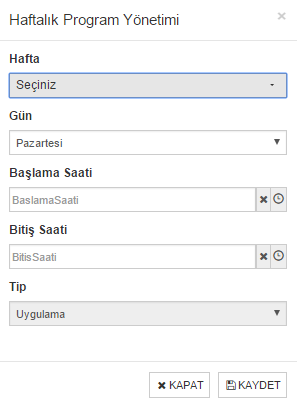 Haftalık Program Yönetimi
Hafta
Seçiniz
Gün
Pazartesi
Başlama Saati
BaslamaSaati
Bitiş Saati
BitisSaati
Tip
Uygulama
KAPAT KAYDET